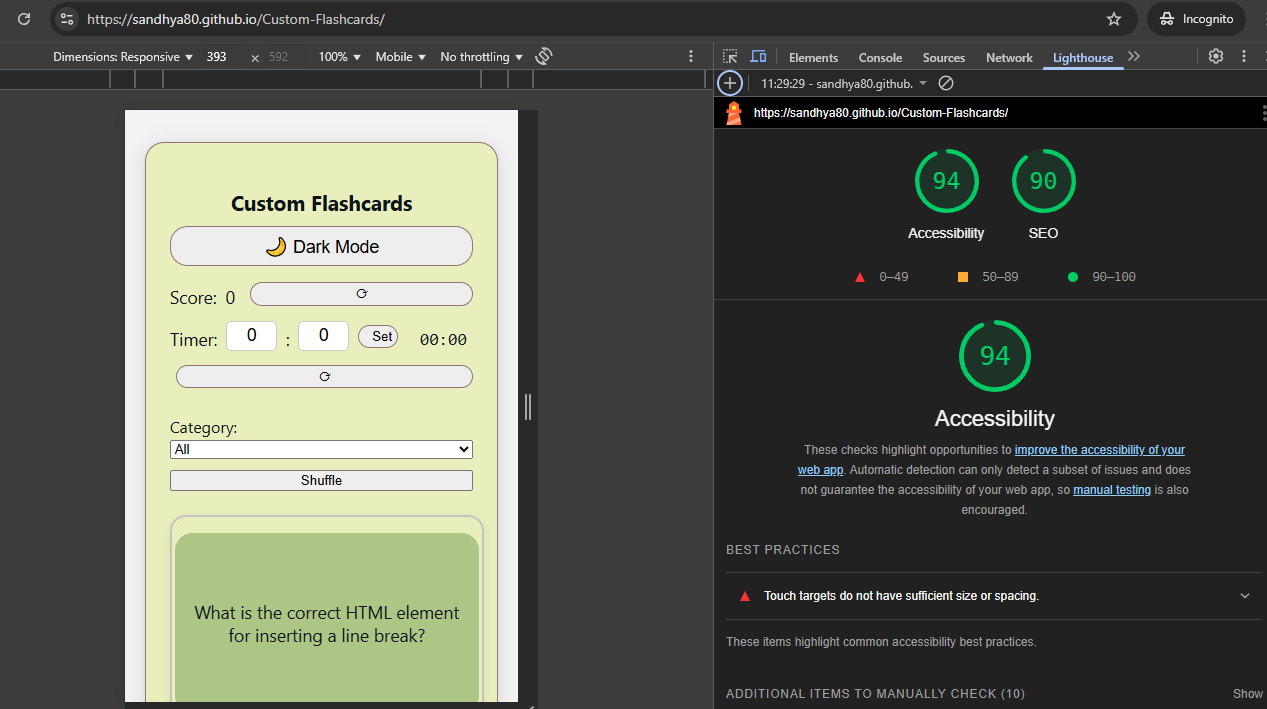 https://sandhya80.github.io/Custom-Flashcards/
Incognito
Dimensions: Responsive 393 × 592 100% Mobile No throttling
Elements Console Sources Network Lighthouse
11:29:29 - sandhya80.github.
https://sandhya80.github.io/Custom-Flashcards/
Custom Flashcards
🌙 Dark Mode
Score: 0 ⟳
Timer: 0 : 0 Set 00:00
⟳
Category:
All
Shuffle
What is the correct HTML element
for inserting a line break?
94 90
Accessibility SEO
0–49 50–89 90–100
94
Accessibility
These checks highlight opportunities to improve the accessibility of your
web app. Automatic detection can only detect a subset of issues and does
not guarantee the accessibility of your web app, so manual testing is also
encouraged.
BEST PRACTICES
Touch targets do not have sufficient size or spacing.
These items highlight common accessibility best practices.
ADDITIONAL ITEMS TO MANUALLY CHECK (10) Show